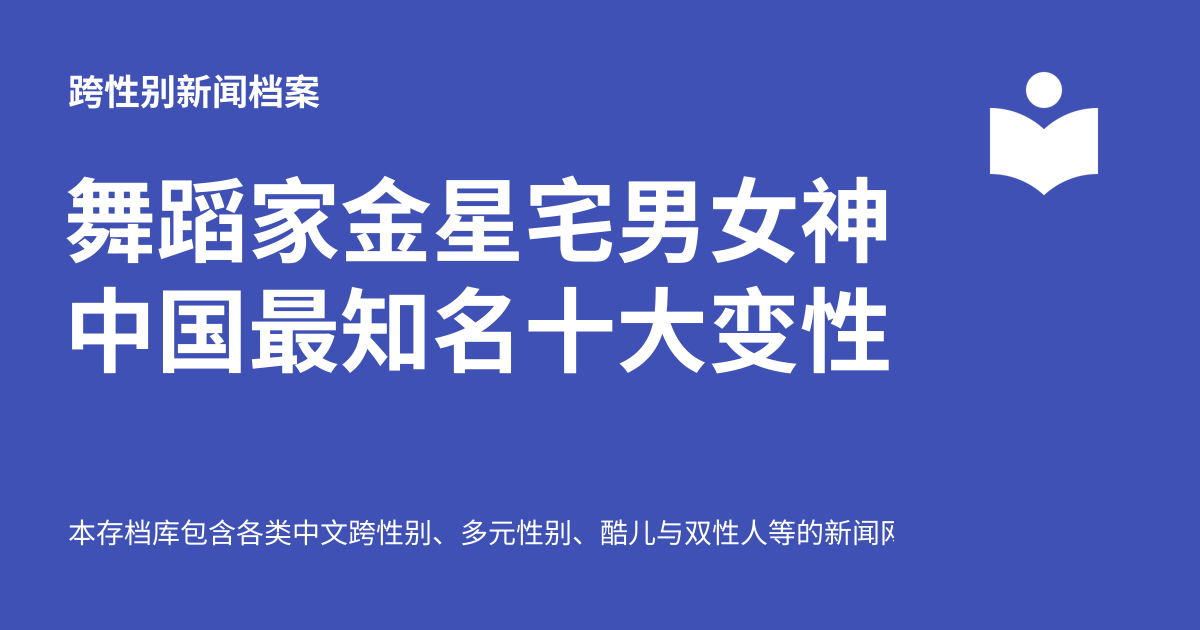 跨性别新闻档案
舞蹈家金星宅男女神
中国最知名十大变性
本存档库包含各类中文跨性别、多元性别、酷儿与双性人等的新闻